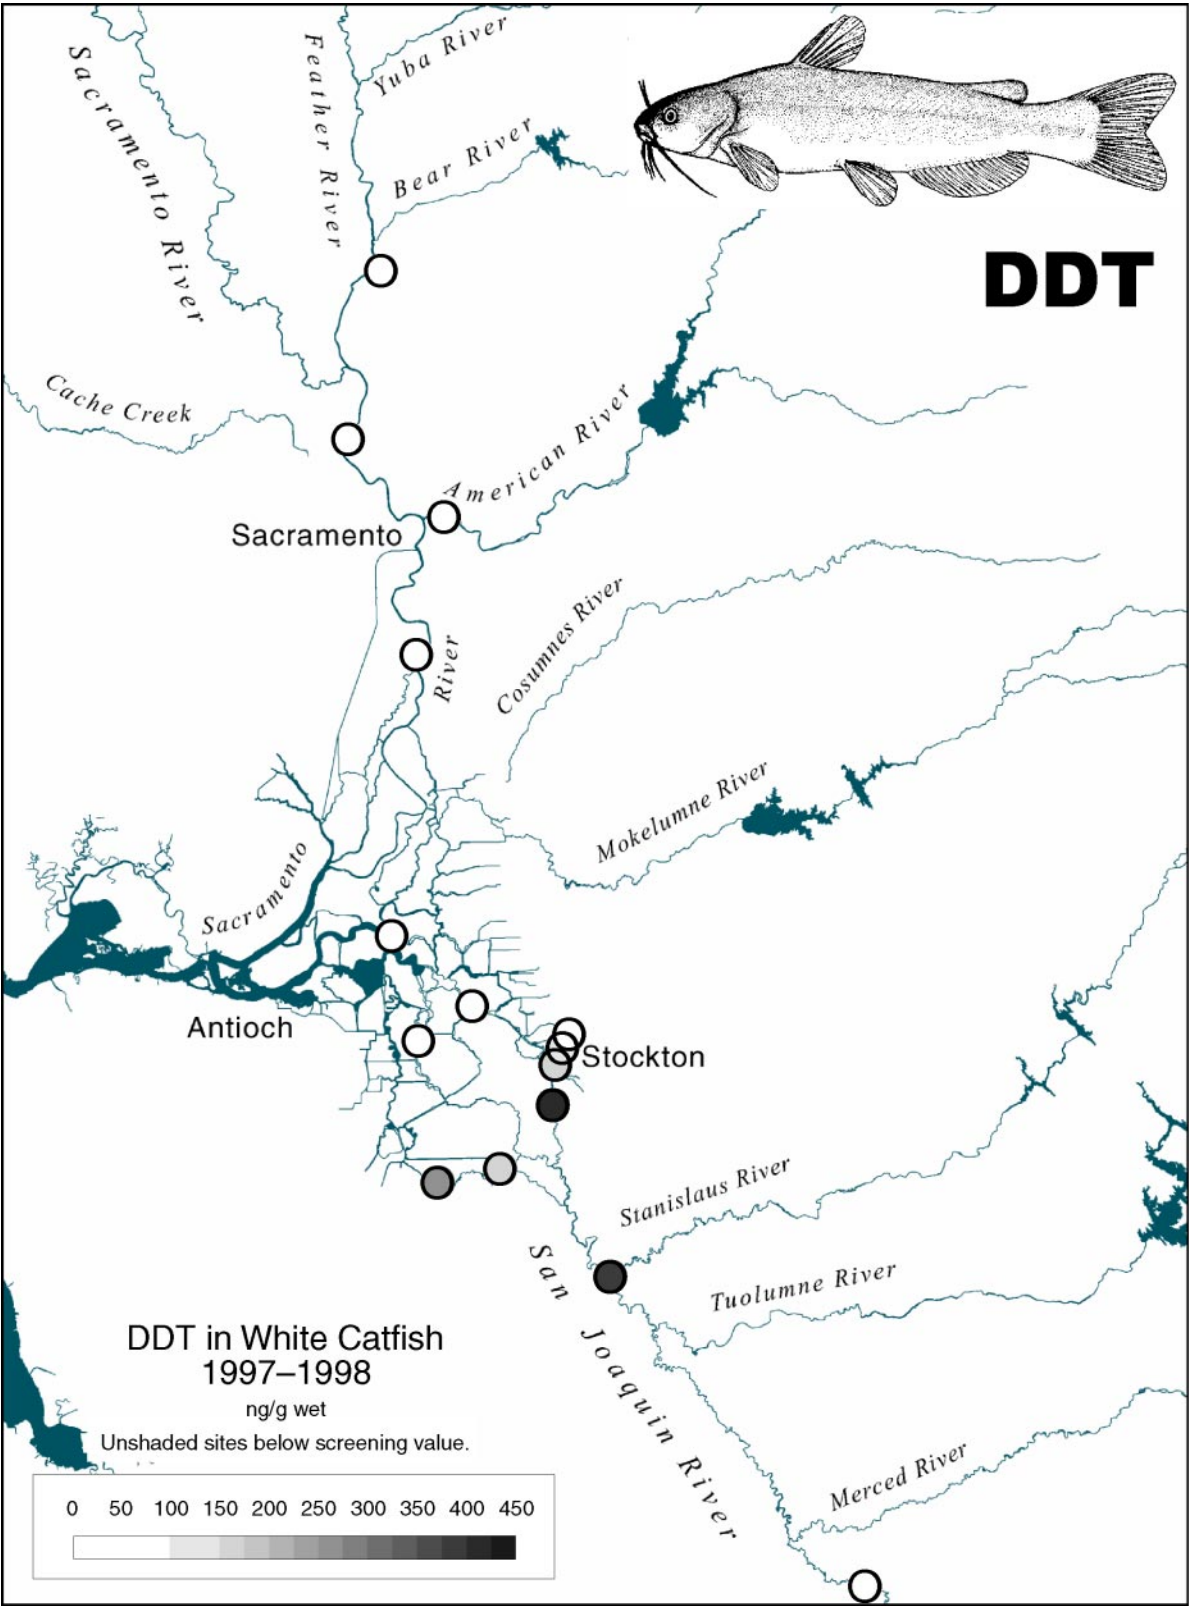 Sacramento River
Feather River
Yuba River
Bear River
DDT
Cache Creek
American River
Sacramento
Cosumnes River
River
Mokelumne River
Sacramento
Antioch
Stockton
Stanislaus River
San Joaquin River
Tuolumne River
Merced River
DDT in White Catfish
1997–1998
ng/g wet
Unshaded sites below screening value.
0 50 100 150 200 250 300 350 400 450